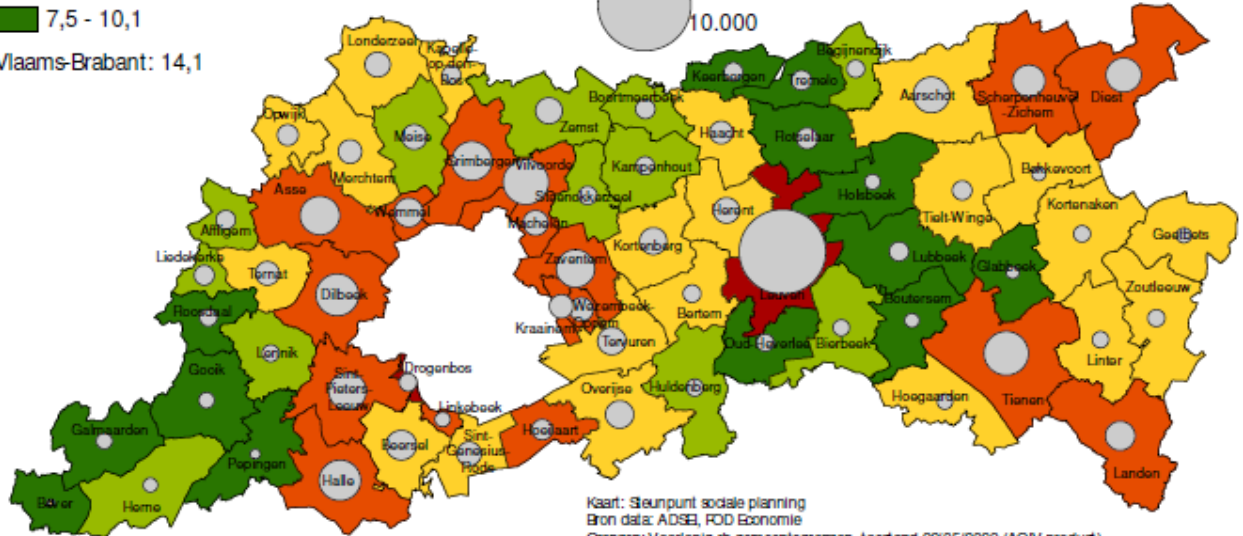 7,5 - 10,1
10.000
Vlaams-Brabant: 14,1
Londerzeel
Kapelle-
op-den-
Bos
Opwijk
Meise
Merchtem
Zemst
Boortmeerbeek
Keerbergen
Tremelo
Begijnendijk
Aarschot
Scherpenheuvel
-Zichem
Diest
Haacht
Rotselaar
Grimbergen
Vilvoorde
Kampenhout
Steenokkerzeel
Asse
Wemmel
Machelen
Herent
Holsbeek
Tielt-Winge
Bekkevoort
Kortenaken
Geetbets
Affligem
Liedekerke
Ternat
Dilbeek
Zaventem
Kortenberg
Leuven
Lubbeek
Glabbeek
Zoutleeuw
Roosdaal
Kraainem
Wezembeek-
Oppem
Bertem
Boutersem
Lennik
Gooik
Tervuren
Oud-Heverlee
Bierbeek
Linter
Sint-
Pieters-
Leeuw
Drogenbos
Overijse
Huldenberg
Hoegaarden
Tienen
Linkebeek
Galmaarden
Pepingen
Beersel
Sint-
Genesius-
Rode
Hoeilaart
Landen
Bever
Herne
Halle
Kaart: Steunpunt sociale planning
Bron data: ADSEI, FOD Economie